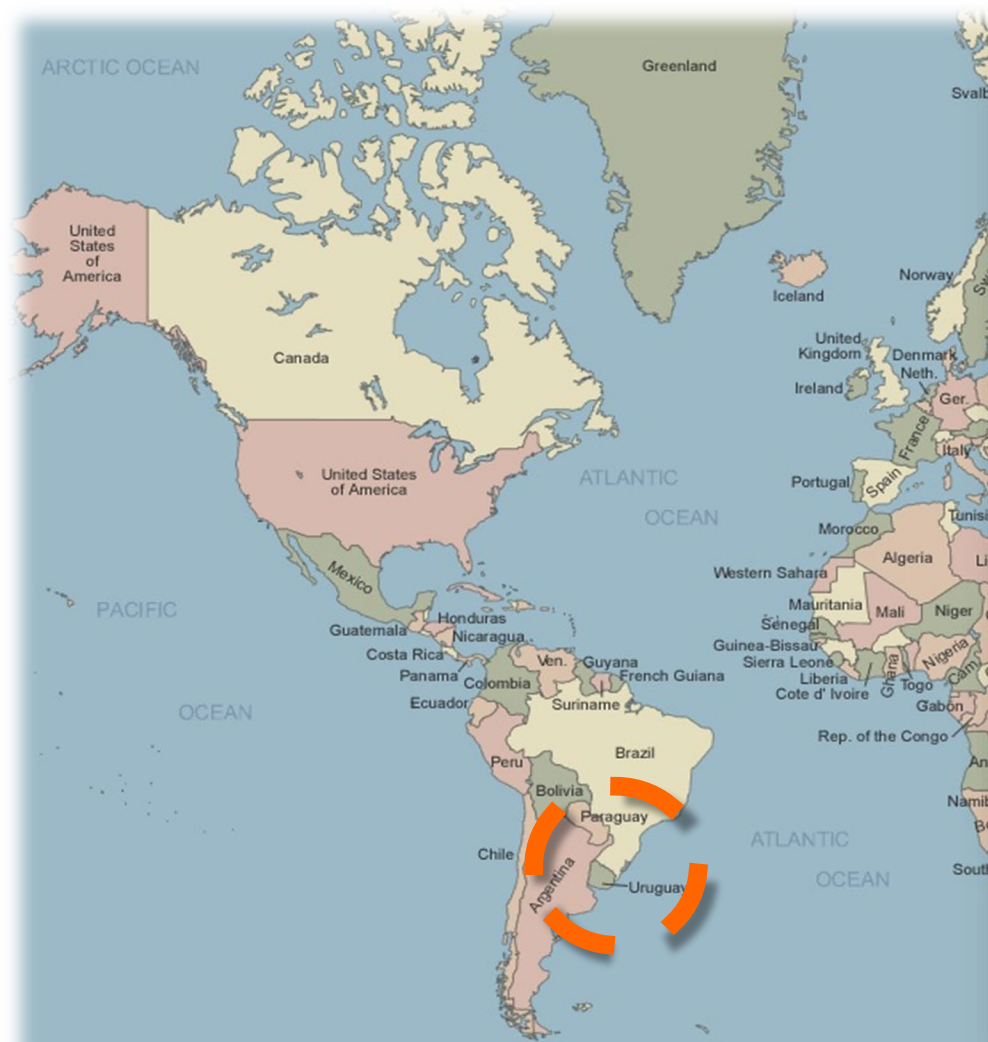 ARCTIC OCEAN
Greenland
Svalb
United
States
of
America
Norway
Iceland
Canada
United
Kingdom
Denmark
Neth.
Ireland
Ger.
France
United States
of America
ATLANTIC
OCEAN
Italy
Portugal
Spain
Morocco
Tunisi
Algeria
Li
Western Sahara
Mexico
PACIFIC
OCEAN
Mauritania
Mali
Niger
Senegal
Honduras
Guatemala
Nicaragua
Costa Rica
Panama
Guinea-Bissau
Sierra Leone
Liberia
Cote d' Ivoire
Ghana
Togo
Nigeria
Cam
Gabon
Rep. of the Congo
Ven.
Guyana
French Guiana
Colombia
Suriname
Ecuador
Brazil
Peru
An
Bolivia
Namib
Paraguay
Bo
ATLANTIC
OCEAN
Chile
South
Argentina
Uruguay